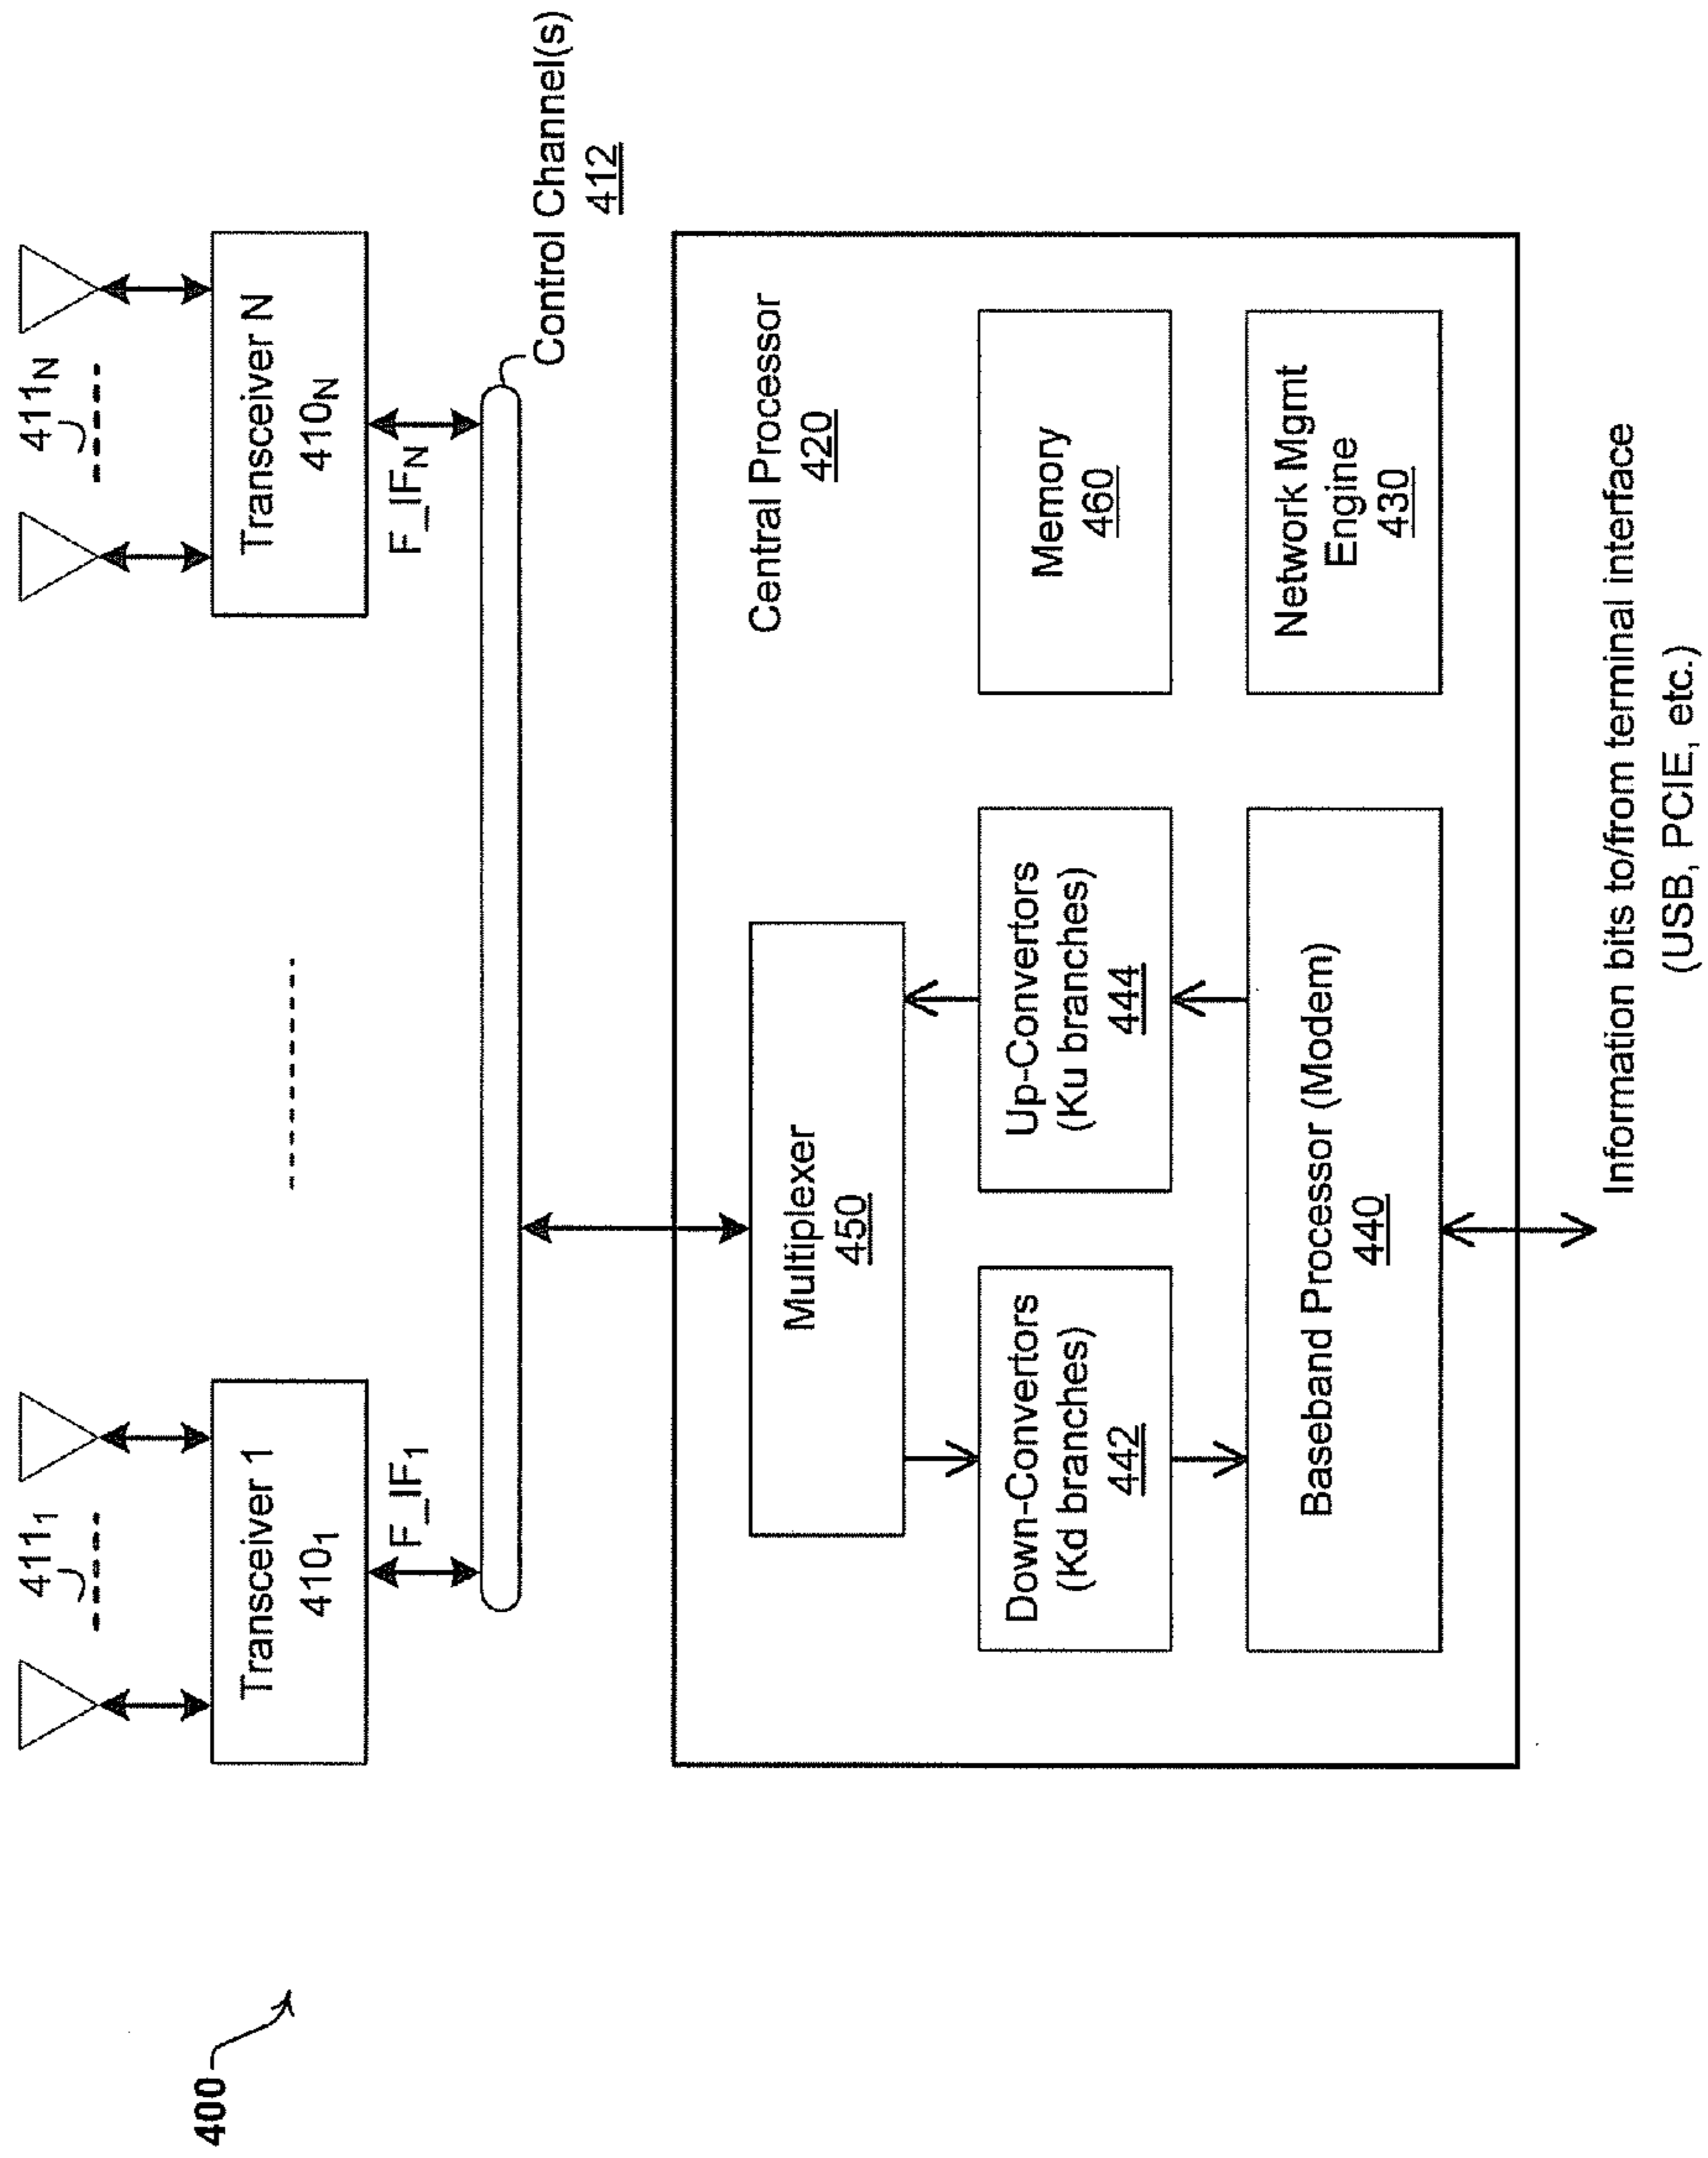 400
411₁
411N
Transceiver 1
410₁
Transceiver N
410N
F_IF₁
F_IFN
Control Channel(s)
412
Central Processor
420
Multiplexer
450
Down-Convertors
(Kd branches)
442
Up-Convertors
(Ku branches)
444
Memory
460
Baseband Processor (Modem)
440
Network Mgmt
Engine
430
Information bits to/from terminal interface
(USB, PCIE, etc.)